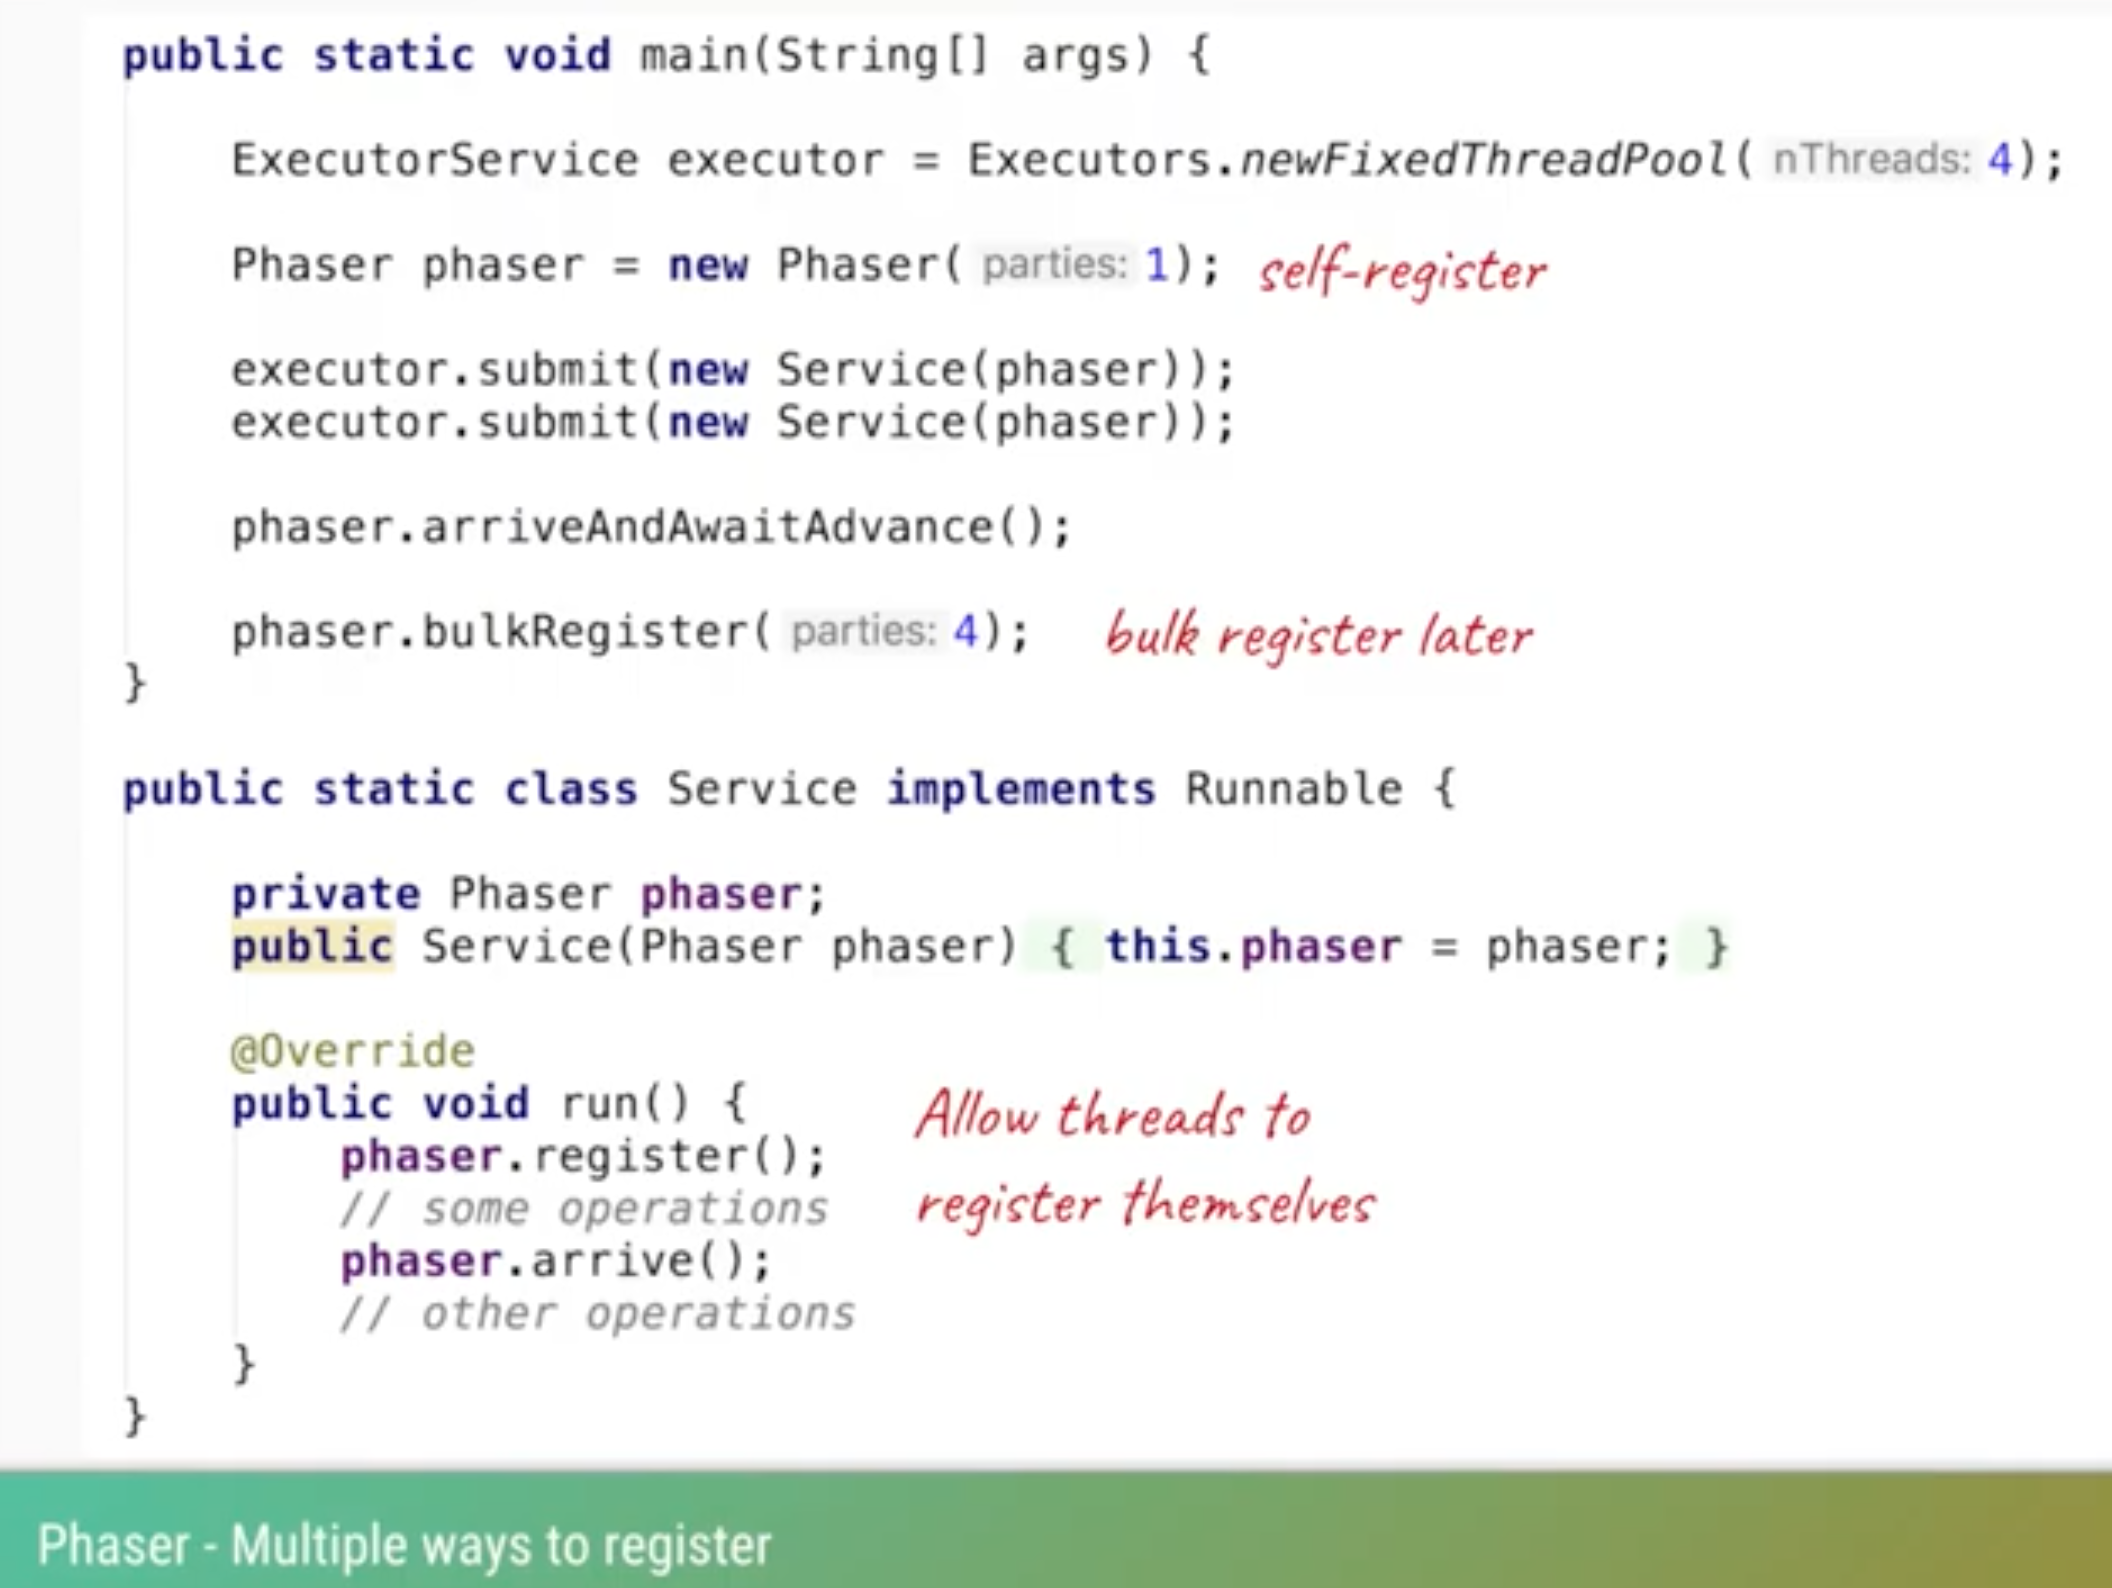 public static void main(String[] args) {
ExecutorService executor = Executors.newFixedThreadPool( nThreads: 4);
Phaser phaser = new Phaser( parties: 1); self-register
executor.submit(new Service(phaser));
executor.submit(new Service(phaser));
phaser.arriveAndAwaitAdvance();
phaser.bulkRegister( parties: 4); bulk register later
}
public static class Service implements Runnable {
private Phaser phaser;
public Service(Phaser phaser) { this.phaser = phaser; }
@Override
public void run() {
Allow threads to
phaser.register();
// some operations
register themselves
phaser.arrive();
// other operations
}
}
Phaser - Multiple ways to register